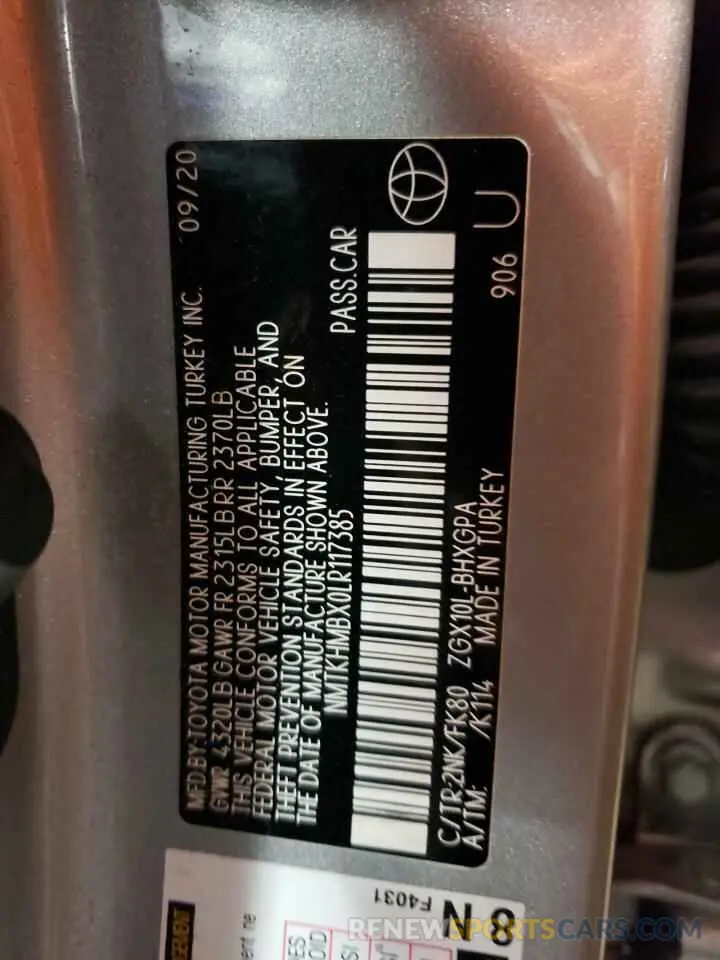 MFD.BY:TOYOTA MOTOR MANUFACTURING TURKEY INC. 09/20
GVWR 4320LB GAWR FR 2315LB RR 2370LB
THIS VEHICLE CONFORMS TO ALL APPLICABLE
FEDERAL MOTOR VEHICLE SAFETY, BUMPER, AND
THEFT PREVENTION STANDARDS IN EFFECT ON
THE DATE OF MANUFACTURE SHOWN ABOVE.
NMTKHMBX0LR117385 PASS.CAR
C/TR:2NK/FK80 ZGX10L-BHXGPA
A/TM: /K114 MADE IN TURKEY
906 U
F4031
N 8
RENEWSPORTSCARS.COM